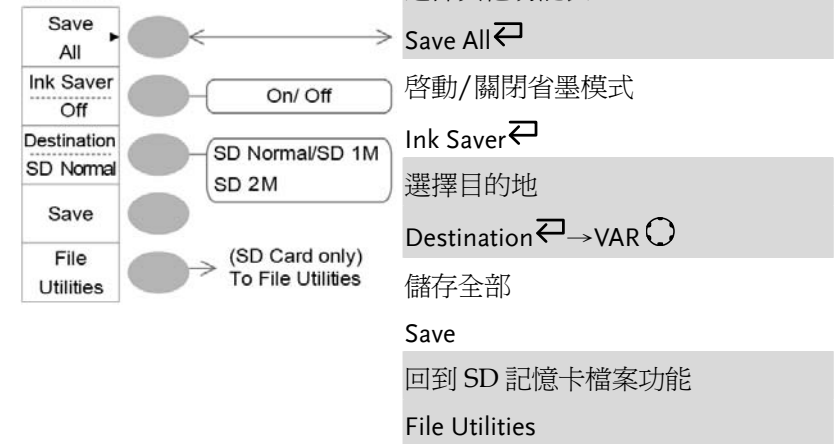 Save
All
Ink Saver
Off
Destination
SD Normal
Save
File
Utilities
On/ Off
SD Normal/SD 1M
SD 2M
(SD Card only)
To File Utilities
Save All
啓動/關閉省墨模式
Ink Saver
選擇目的地
Destination →VAR
儲存全部
Save
回到 SD 記憶卡檔案功能
File Utilities